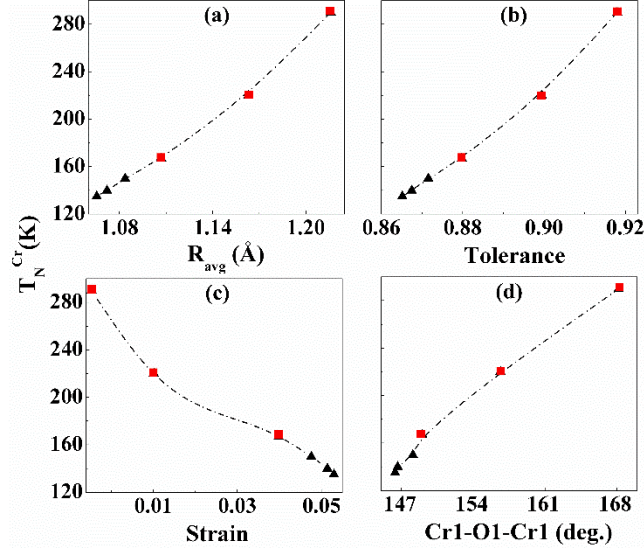 (a)
(b)
280
240
200
160
120
1.08 1.14 1.20
0.86 0.88 0.90 0.92
R_avg (Å)
Tolerance
T_N^Cr(K)
(c)
(d)
280
240
200
160
120
0.01 0.03 0.05
147 154 161 168
Strain
Cr1-O1-Cr1 (deg.)